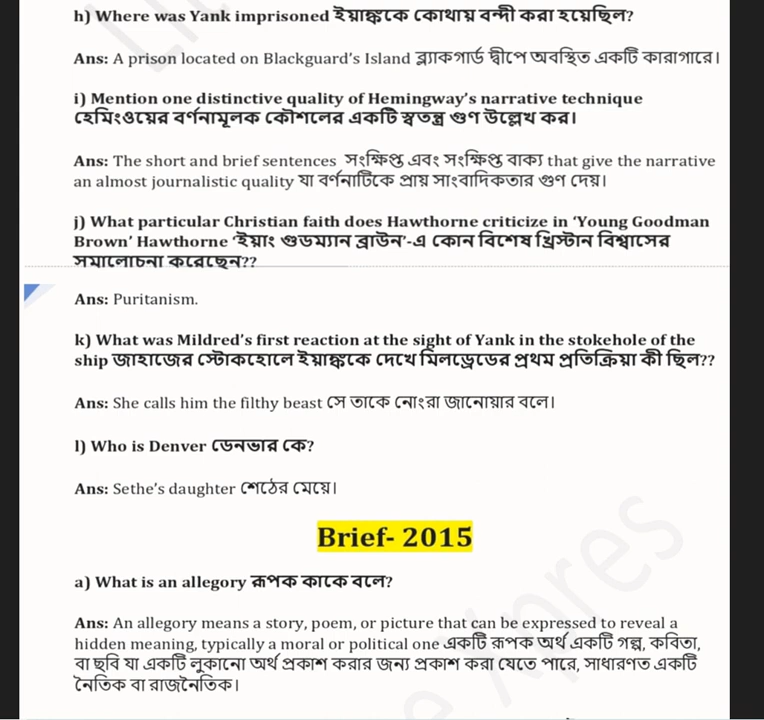 h) Where was Yank imprisoned ইয়াঙ্ককে কোথায় বন্দী করা হয়েছিল?
Ans: A prison located on Blackguard's Island ব্ল্যাকগার্ড দ্বীপে অবস্থিত একটি কারাগারে।
i) Mention one distinctive quality of Hemingway's narrative technique
হেমিংওয়ের বর্ণনামূলক কৌশলের একটি স্বতন্ত্র গুণ উল্লেখ কর।
Ans: The short and brief sentences সংক্ষিপ্ত এবং সংক্ষিপ্ত বাক্য that give the narrative
an almost journalistic quality যা বর্ণনাটিকে প্রায় সাংবাদিকতার গুণ দেয়।
j) What particular Christian faith does Hawthorne criticize in 'Young Goodman
Brown' Hawthorne 'ইয়াং গুডম্যান ব্রাউন'-এ কোন বিশেষ খ্রিস্টান বিশ্বাসের
সমালোচনা করেছেন??
Ans: Puritanism.
k) What was Mildred's first reaction at the sight of Yank in the stokehole of the
ship জাহাজের স্টোকহোলে ইয়াঙ্ককে দেখে মিলড্রেডের প্রথম প্রতিক্রিয়া কী ছিল??
Ans: She calls him the filthy beast সে তাকে নোংরা জানোয়ার বলে।
l) Who is Denver ডেনভার কে?
Ans: Sethe's daughter শেঠের মেয়ে।
Brief- 2015
a) What is an allegory রূপক কাকে বলে?
Ans: An allegory means a story, poem, or picture that can be expressed to reveal a
hidden meaning, typically a moral or political one একটি রূপক অর্থ একটি গল্প, কবিতা,
বা ছবি যা একটি লুকানো অর্থ প্রকাশ করার জন্য প্রকাশ করা যেতে পারে, সাধারণত একটি
নৈতিক বা রাজনৈতিক।